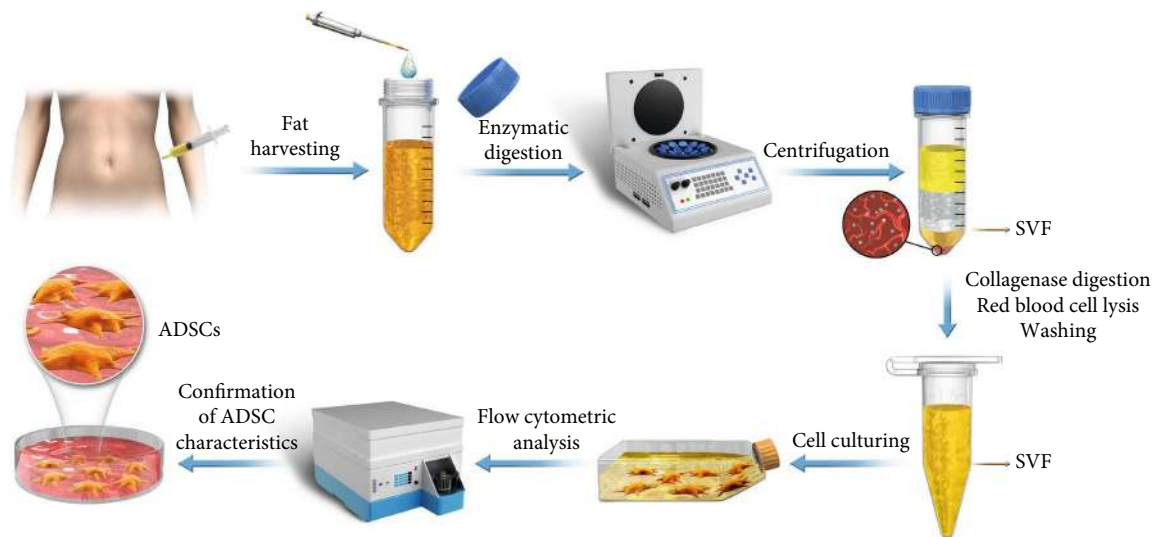 Fat
harvesting
Enzymatic
digestion
Centrifugation
SVF
Collagenase digestion
Red blood cell lysis
Washing
SVF
Cell culturing
Flow cytometric
analysis
Confirmation
of ADSC
characteristics
ADSCs